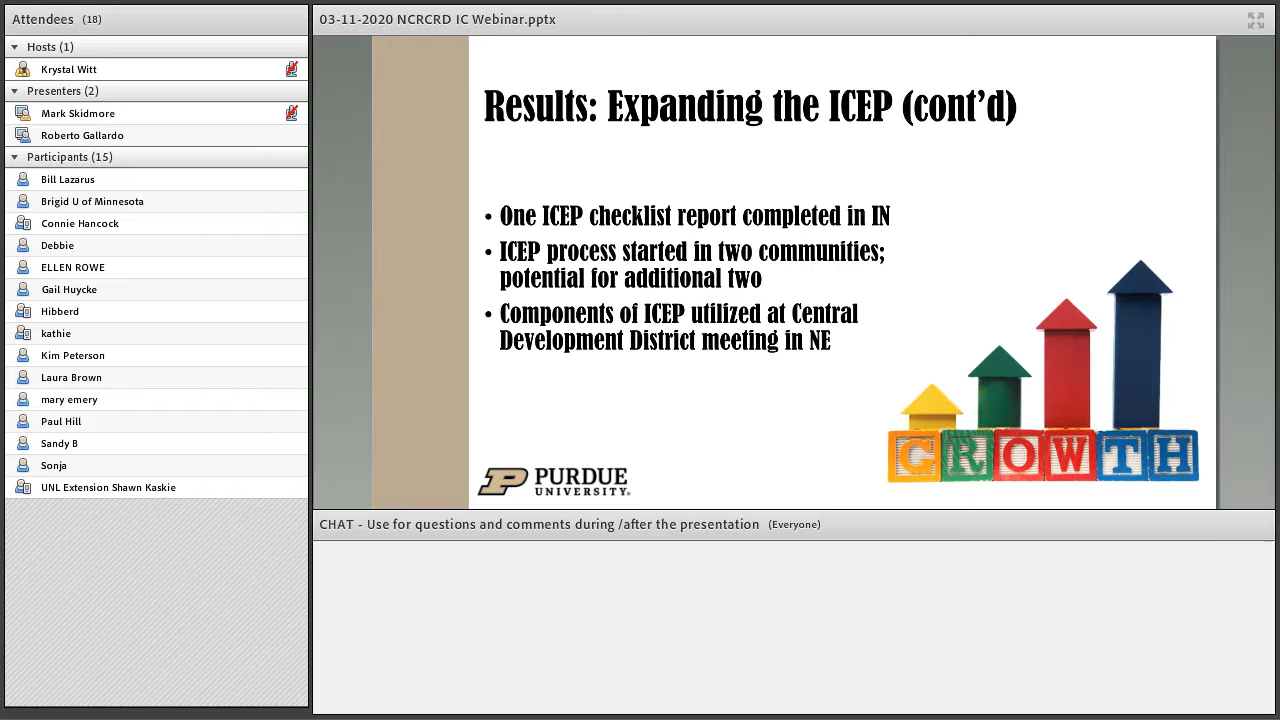 Attendees (18)
Hosts (1)
Krystal Witt
Presenters (2)
Mark Skidmore
Roberto Gallardo
Participants (15)
Bill Lazarus
Brigid U of Minnesota
Connie Hancock
Debbie
ELLEN ROWE
Gail Huycke
Hibberd
kathie
Kim Peterson
Laura Brown
mary emery
Paul Hill
Sandy B
Sonja
UNL Extension Shawn Kaskie
03-11-2020 NCRCRD IC Webinar.pptx
Results: Expanding the ICEP (cont’d)
• One ICEP checklist report completed in IN
• ICEP process started in two communities;
potential for additional two
• Components of ICEP utilized at Central
Development District meeting in NE
GROWTH
P PURDUE
UNIVERSITY.
CHAT - Use for questions and comments during /after the presentation (Everyone)